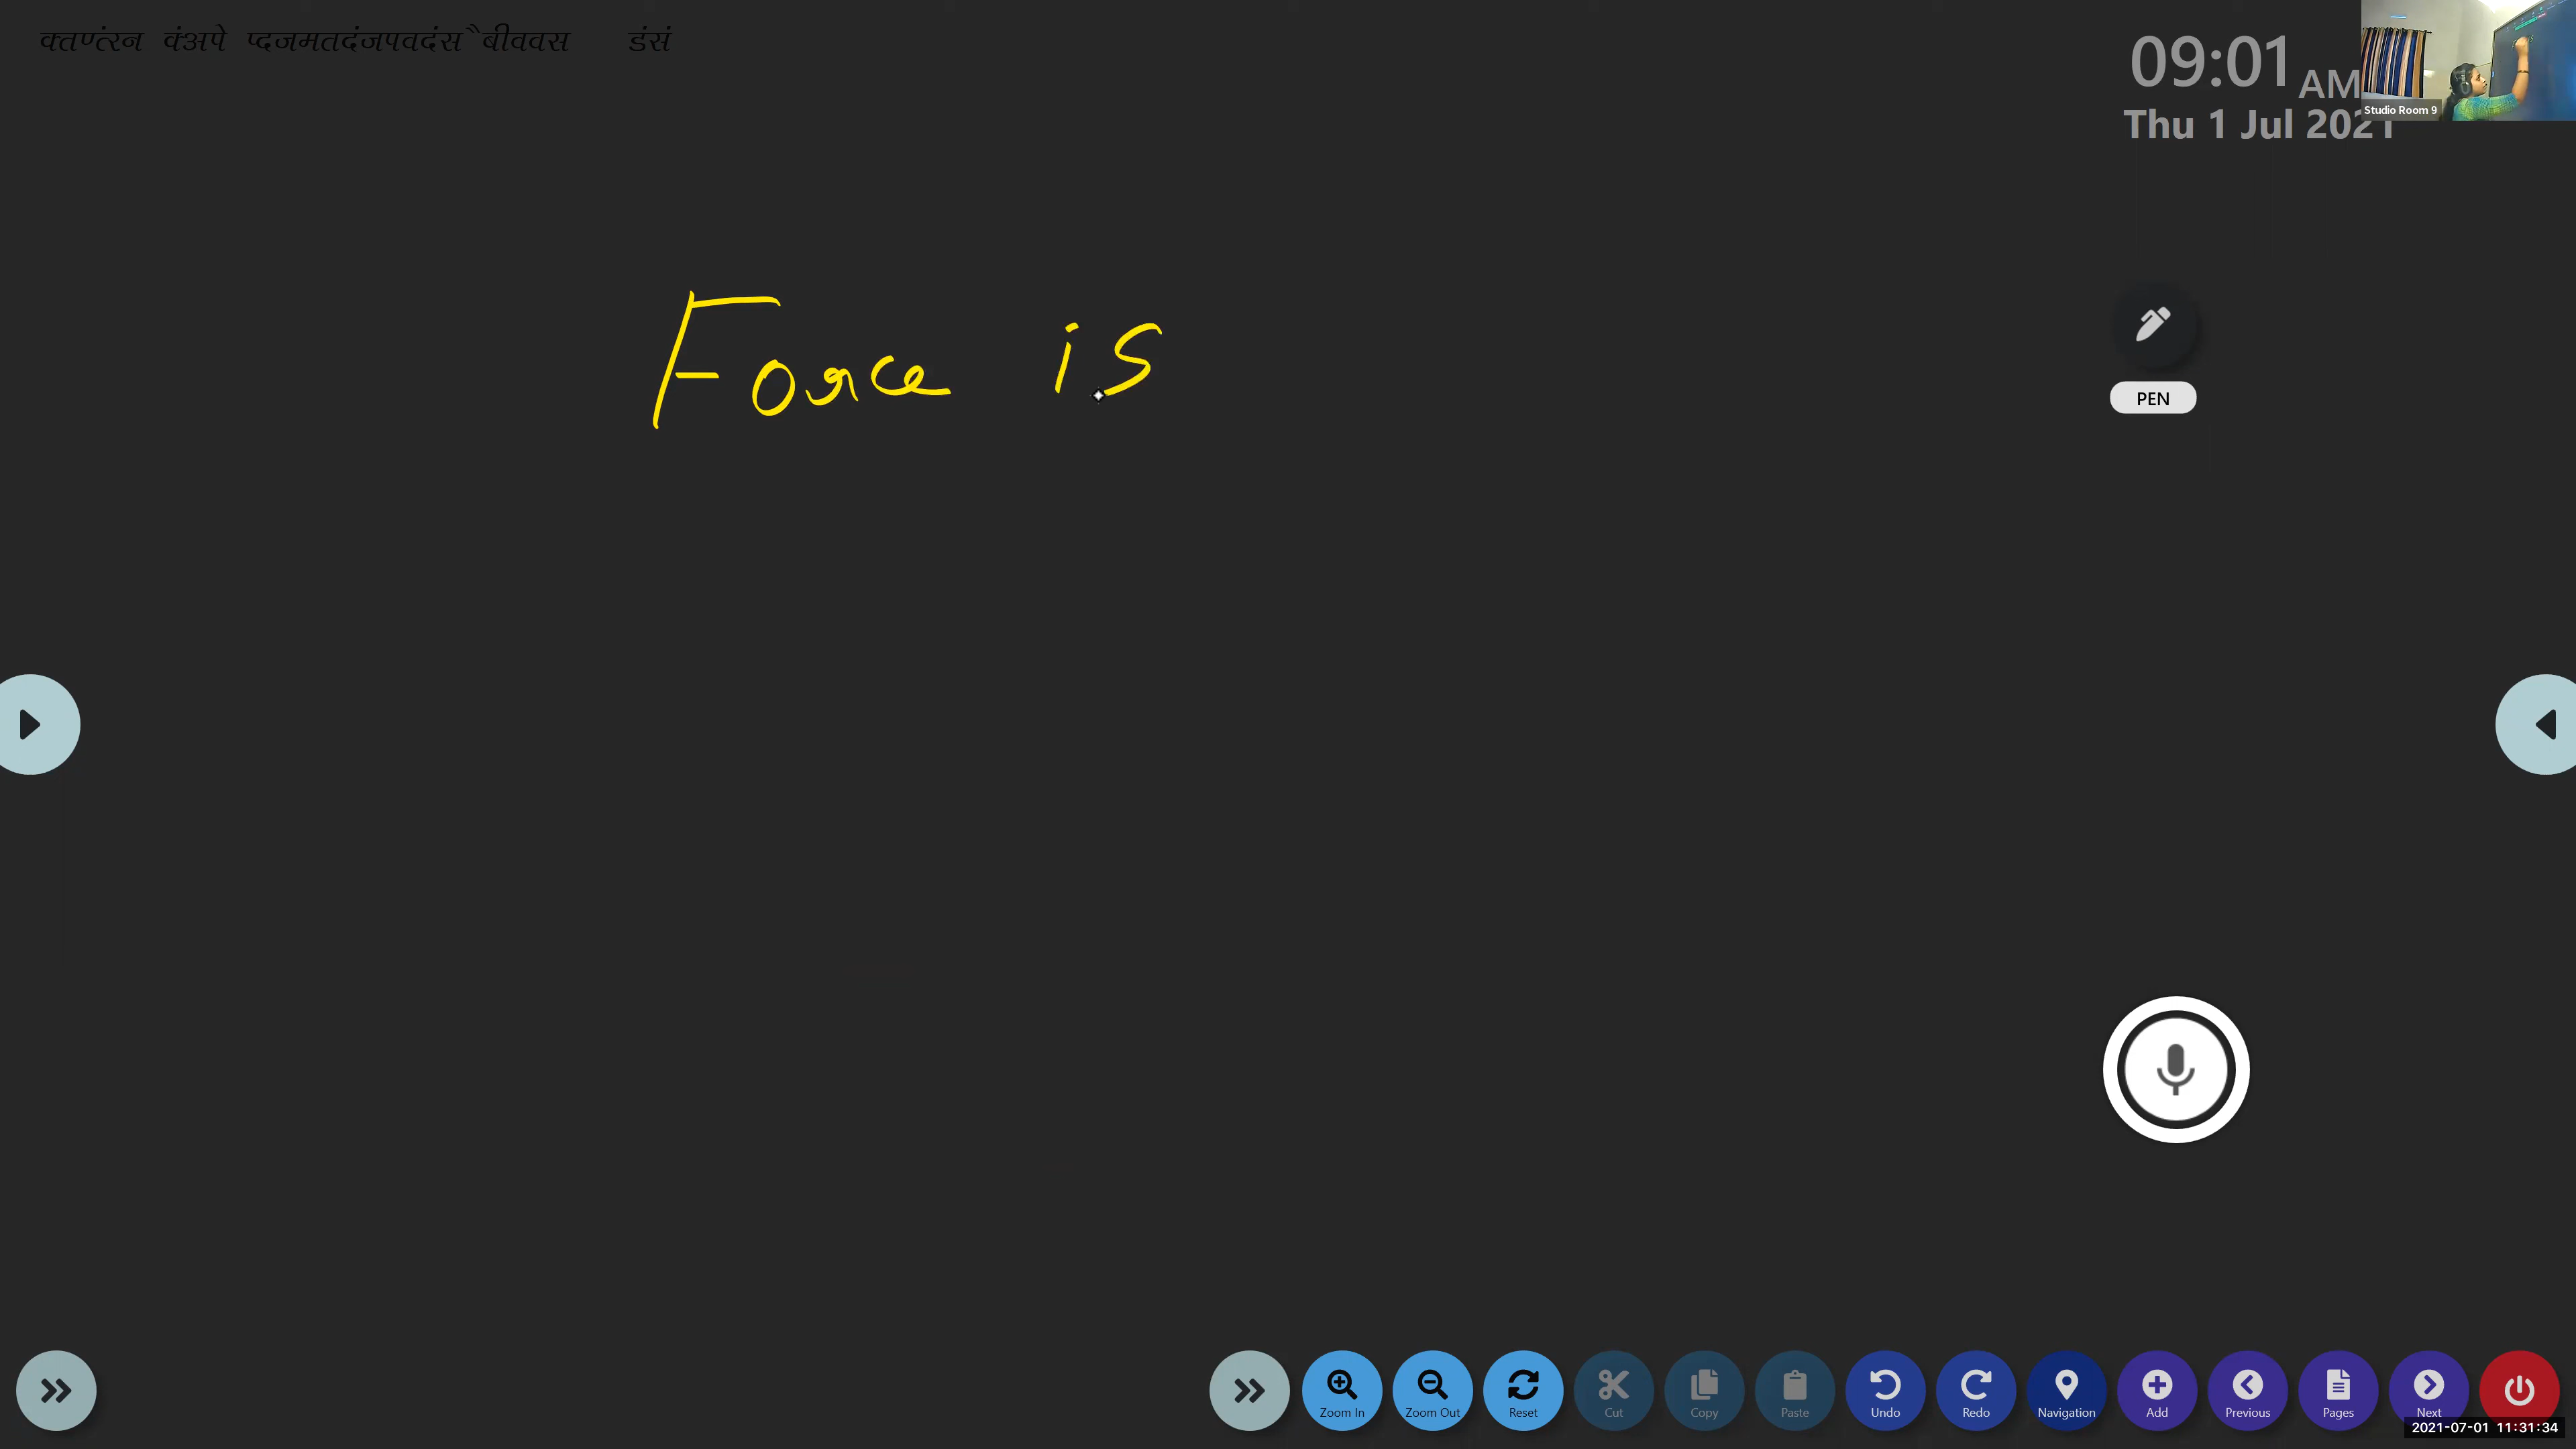 क्तण्ंरन वंअपे प्दजमतदंजपवदंस ैबीववस डंसं
09:01 AM
Thu 1 Jul 2021
Studio Room 9
Force is
PEN
Zoom In Zoom Out Reset Cut Copy Paste Undo Redo Navigation Add Previous Pages Next
2021-07-01 11:31:34